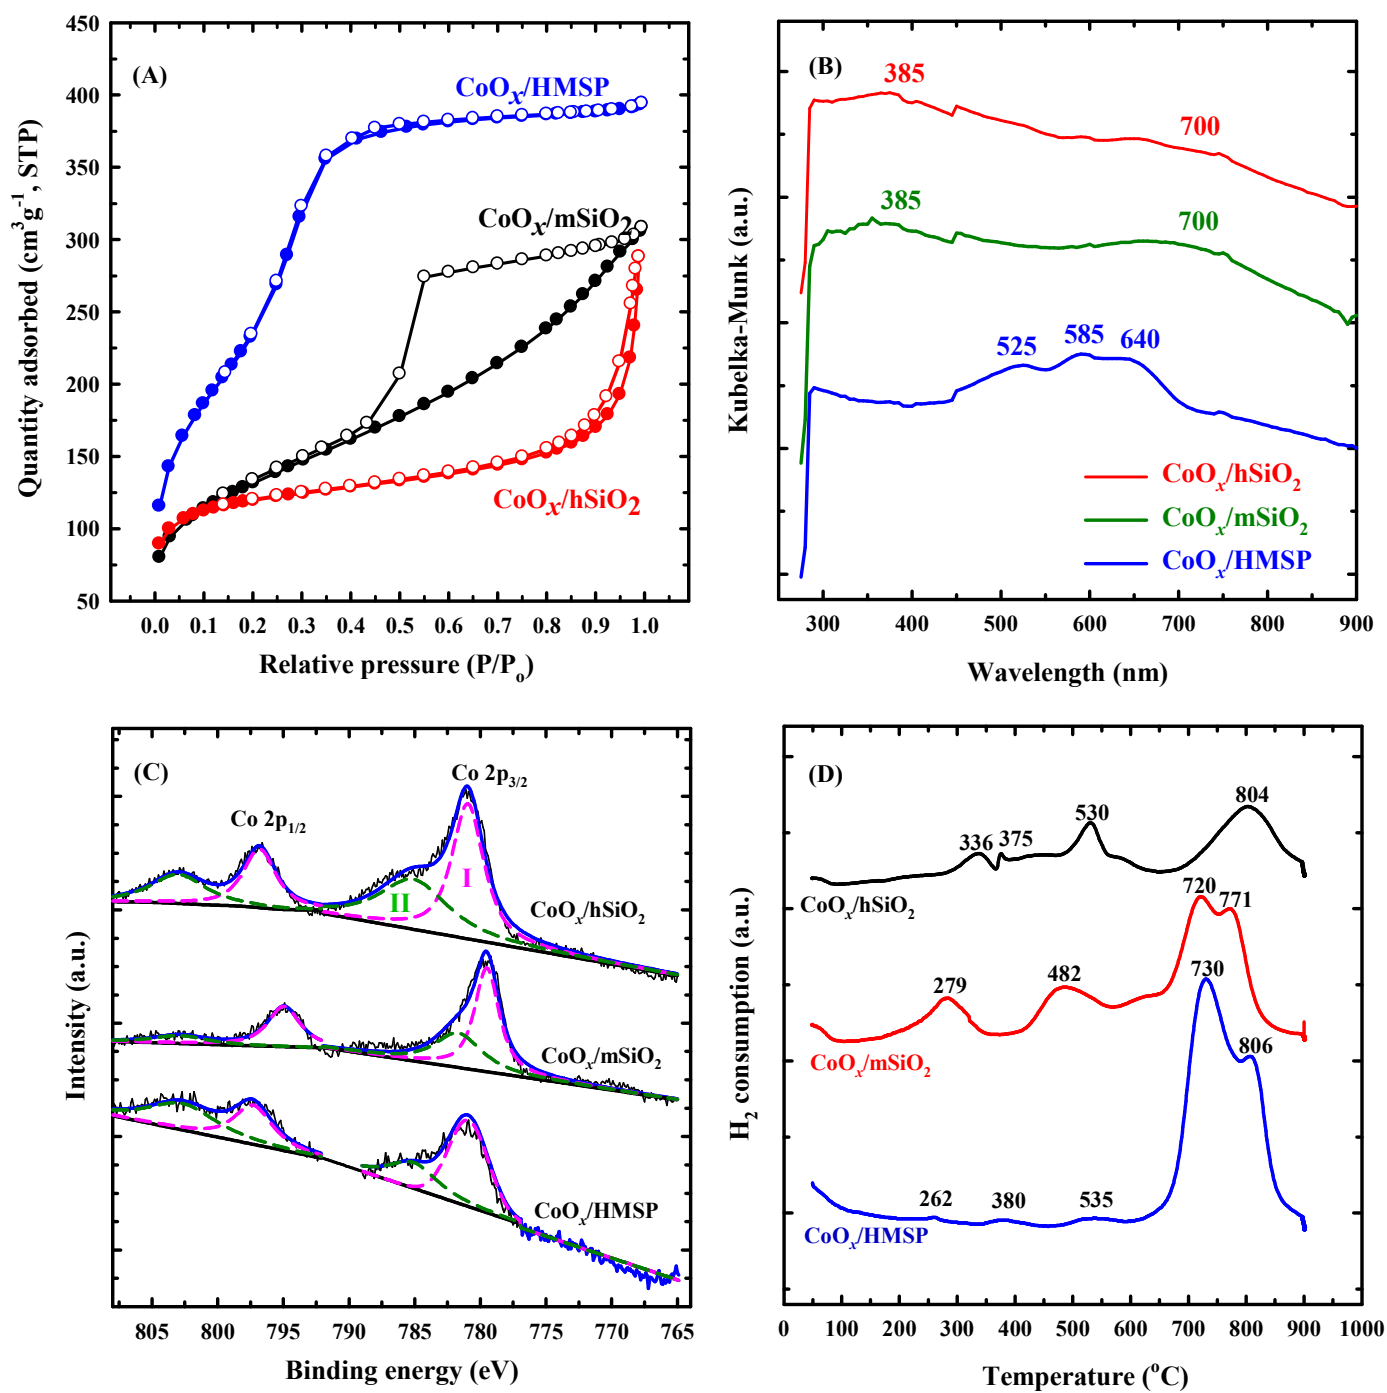 (A)
CoOx/HMSP
CoOx/mSiO2
CoOx/hSiO2
450
400
350
300
250
200
150
100
50
0.0 0.1 0.2 0.3 0.4 0.5 0.6 0.7 0.8 0.9 1.0
Quantity adsorbed (cm3g-1, STP)
Relative pressure (P/Po)
(B)
385
700
385
700
525 585 640
CoOx/hSiO2
CoOx/mSiO2
CoOx/HMSP
300 400 500 600 700 800 900
Kubelka-Munk (a.u.)
Wavelength (nm)
(C)
Co 2p3/2
Co 2p1/2
I
II
CoOx/hSiO2
CoOx/mSiO2
CoOx/HMSP
805 800 795 790 785 780 775 770 765
Intensity (a.u.)
Binding energy (eV)
(D)
336 375 530 804
CoOx/hSiO2
279 482 720 771
CoOx/mSiO2
262 380 535 730 806
CoOx/HMSP
0 100 200 300 400 500 600 700 800 900 1000
H2 consumption (a.u.)
Temperature (oC)